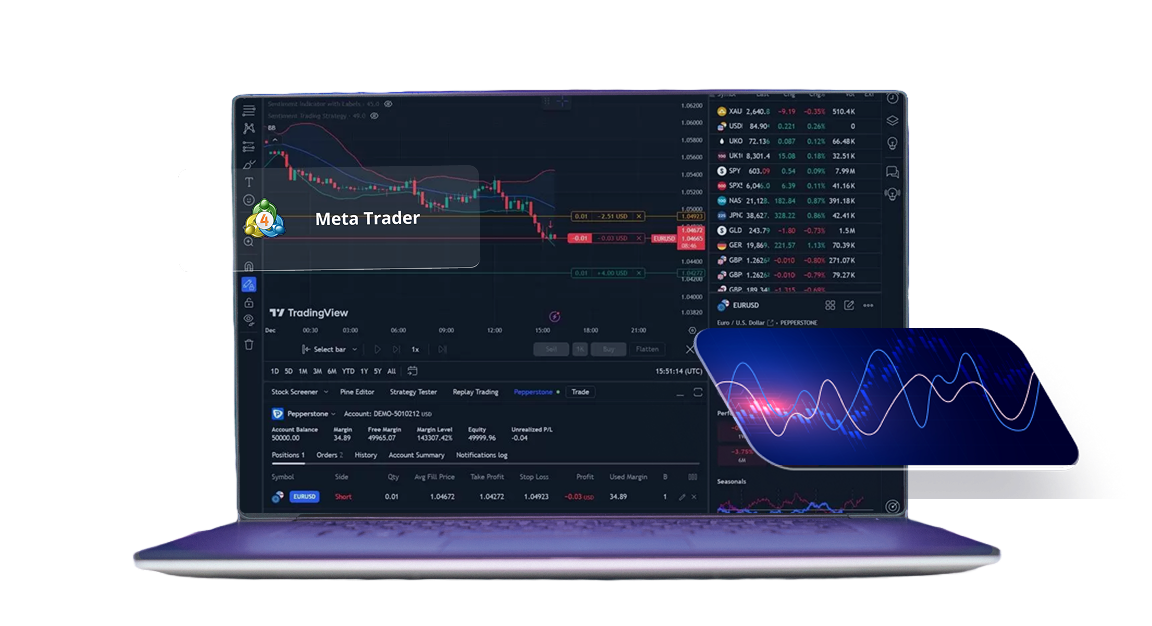 Sentiment Indicator with Labels
Sentiment Trading Strategy
BB
4
Meta Trader
1.06200
1.06000
1.05800
1.05600
1.05400
1.05200
1.05000
0.01 -2.51 USD × 1.04923
1.04672
-0.01 -0.03 USD × EURUSD 1.04665
08:46
1.04400
0.01 +4.00 USD × 1.04272
1.04200
1.04000
1.03820
TradingView
Dec 00:30 03:00 06:00 09:00 12:00 15:00 18:00 21:00
Select bar 1x Sell Buy Flatten
1D 5D 1M 3M 6M YTD 1Y 5Y All 15:51:14 (UTC)
Stock Screener Pine Editor Strategy Tester Replay Trading Pepperstone Trade
Pepperstone Account: DEMO-5010212 USD
Account Balance Margin Free Margin Margin Level Equity Unrealized P/L
50000.00 34.89 49965.07 143307.42% 49999.96 -0.04
Positions 1 Orders 2 History Account Summary Notifications log
Symbol Side Qty Avg Fill Price Take Profit Stop Loss Profit Used Margin B
EURUSD Short 0.01 1.04672 1.04272 1.04923 -0.03 USD 34.89 1
XAU 2,640.8 -9.19 -0.35% 510.4K
USD 84.90 0.221 0.26% 0
UKO 72.136 0.087 0.12% 66.48K
UK1 8,301.4 15.08 0.18% 32.51K
SPY 603.09 0.54 0.09% 7.99M
SPX 6,046.0 6.39 0.11% 41.16K
NAS 21,128. 182.84 0.87% 391.18K
JPN 38,627. 328.22 0.86% 42.41K
GLD 243.79 -1.80 -0.73% 1.5M
GER 19,869. 221.57 1.13% 70.39K
GBP 1.2626 -0.010 -0.80% 271.07K
GBP 1.2626 -0.010 -0.79% 79.27K
EURUSD
Euro / U.S. Dollar • PEPPERSTONE
-3.75%
6M
Seasonals